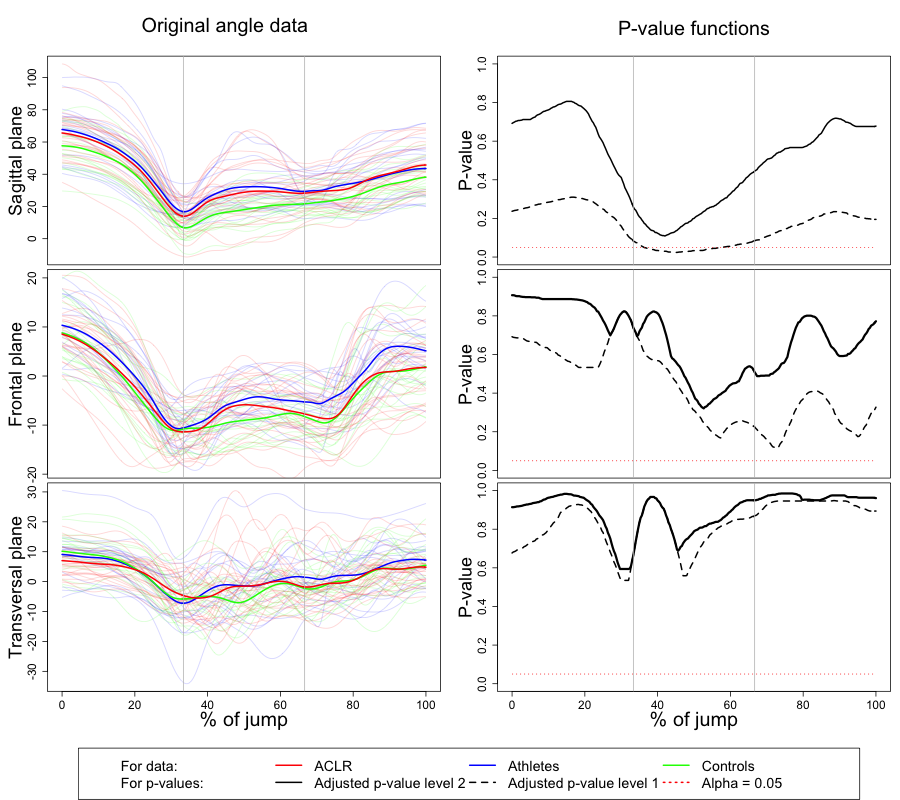 Original angle data
P-value functions
Sagittal plane
0 20 40 60 80 100
P-value
0.0 0.2 0.4 0.6 0.8 1.0
Frontal plane
-20 -10 0 10 20
P-value
0.0 0.2 0.4 0.6 0.8 1.0
Transversal plane
-30 -20 -10 0 10 20 30
P-value
0.0 0.2 0.4 0.6 0.8 1.0
0 20 40 60 80 100
0 20 40 60 80 100
% of jump
% of jump
For data: ACLR Athletes Controls
For p-values: Adjusted p-value level 2 Adjusted p-value level 1 Alpha = 0.05